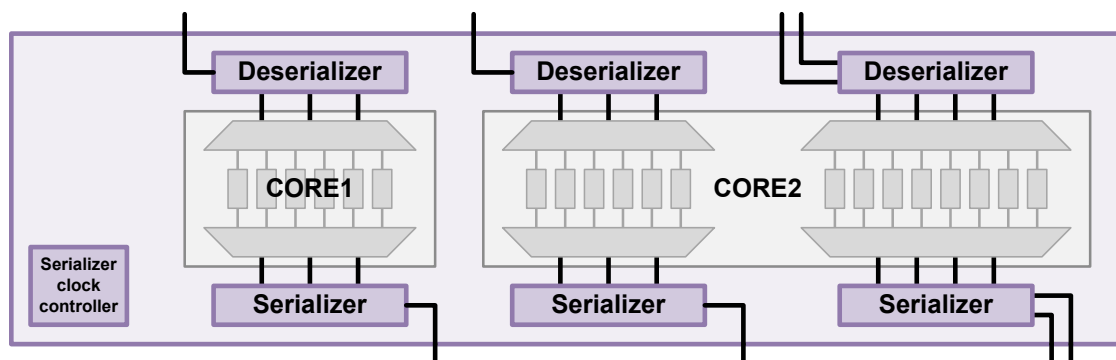 Deserializer
Deserializer
Deserializer
CORE1
CORE2
Serializer
clock
controller
Serializer
Serializer
Serializer